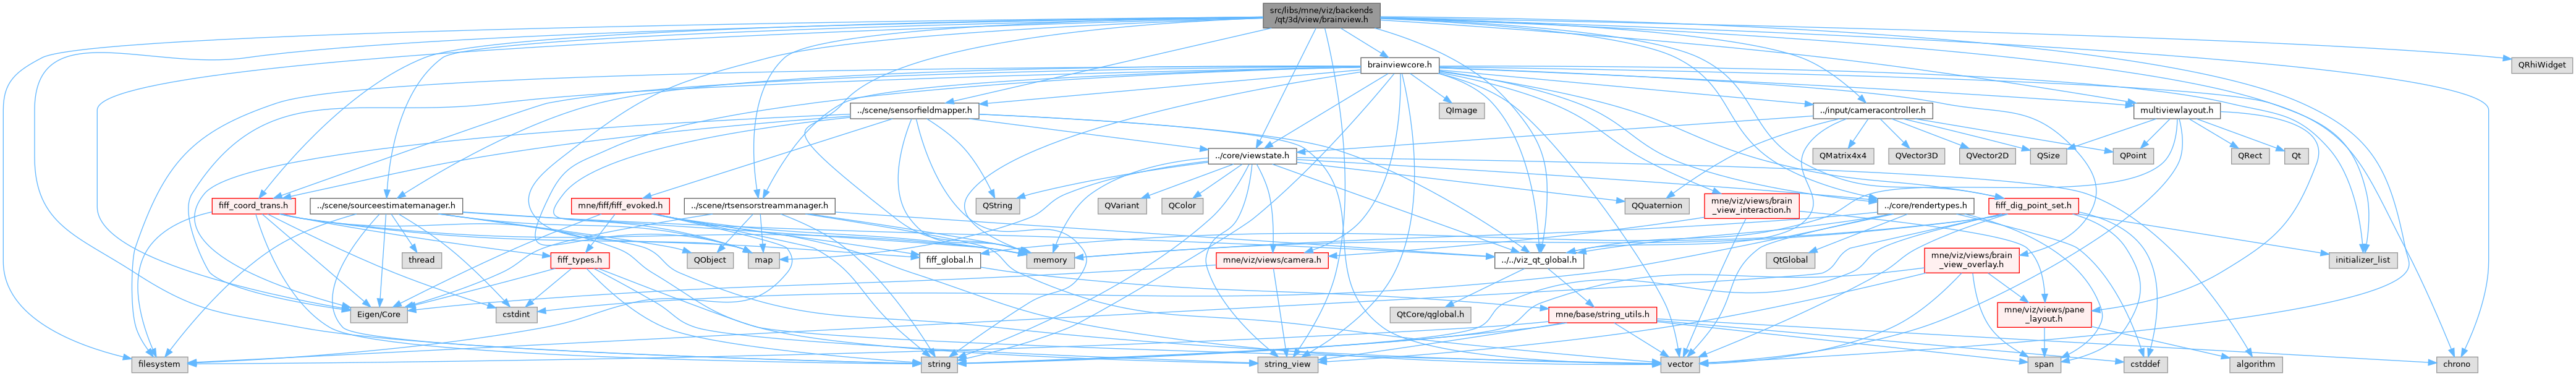 src/libs/mne/viz/backends
/qt/3d/view/brainview.h
QRhiWidget
brainviewcore.h
../scene/sensorfieldmapper.h
QImage
../input/cameracontroller.h
multiviewlayout.h
../core/viewstate.h
QMatrix4x4
QVector3D
QVector2D
QSize
QPoint
QRect
Qt
fiff_coord_trans.h
../scene/sourceestimatemanager.h
mne/fiff/fiff_evoked.h
../scene/rtsensorstreammanager.h
QString
QVariant
QColor
QQuaternion
mne/viz/views/brain
_view_interaction.h
../core/rendertypes.h
fiff_dig_point_set.h
thread
fiff_types.h
QObject
map
fiff_global.h
memory
mne/viz/views/camera.h
../../viz_qt_global.h
QtGlobal
mne/viz/views/brain
_view_overlay.h
initializer_list
Eigen/Core
cstdint
QtCore/qglobal.h
mne/base/string_utils.h
mne/viz/views/pane
_layout.h
filesystem
string
string_view
vector
span
cstddef
algorithm
chrono